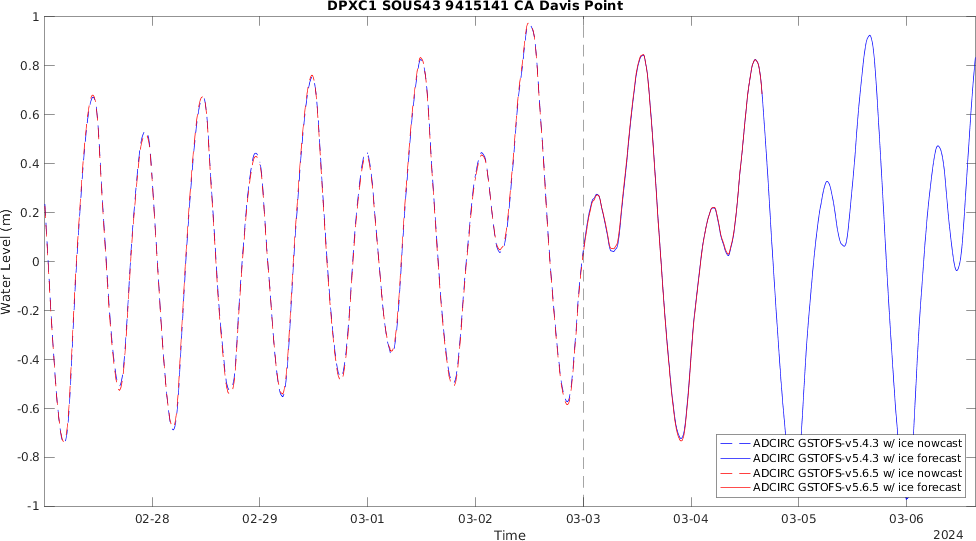 DPXC1 SOUS43 9415141 CA Davis Point
1
0.8
0.6
0.4
0.2
0
-0.2
-0.4
-0.6
-0.8
-1
Water Level (m)
02-28
02-29
03-01
03-02
03-03
03-04
03-05
03-06
Time
2024
ADCIRC GSTOFS-v5.4.3 w/ ice nowcast
ADCIRC GSTOFS-v5.4.3 w/ ice forecast
ADCIRC GSTOFS-v5.6.5 w/ ice nowcast
ADCIRC GSTOFS-v5.6.5 w/ ice forecast